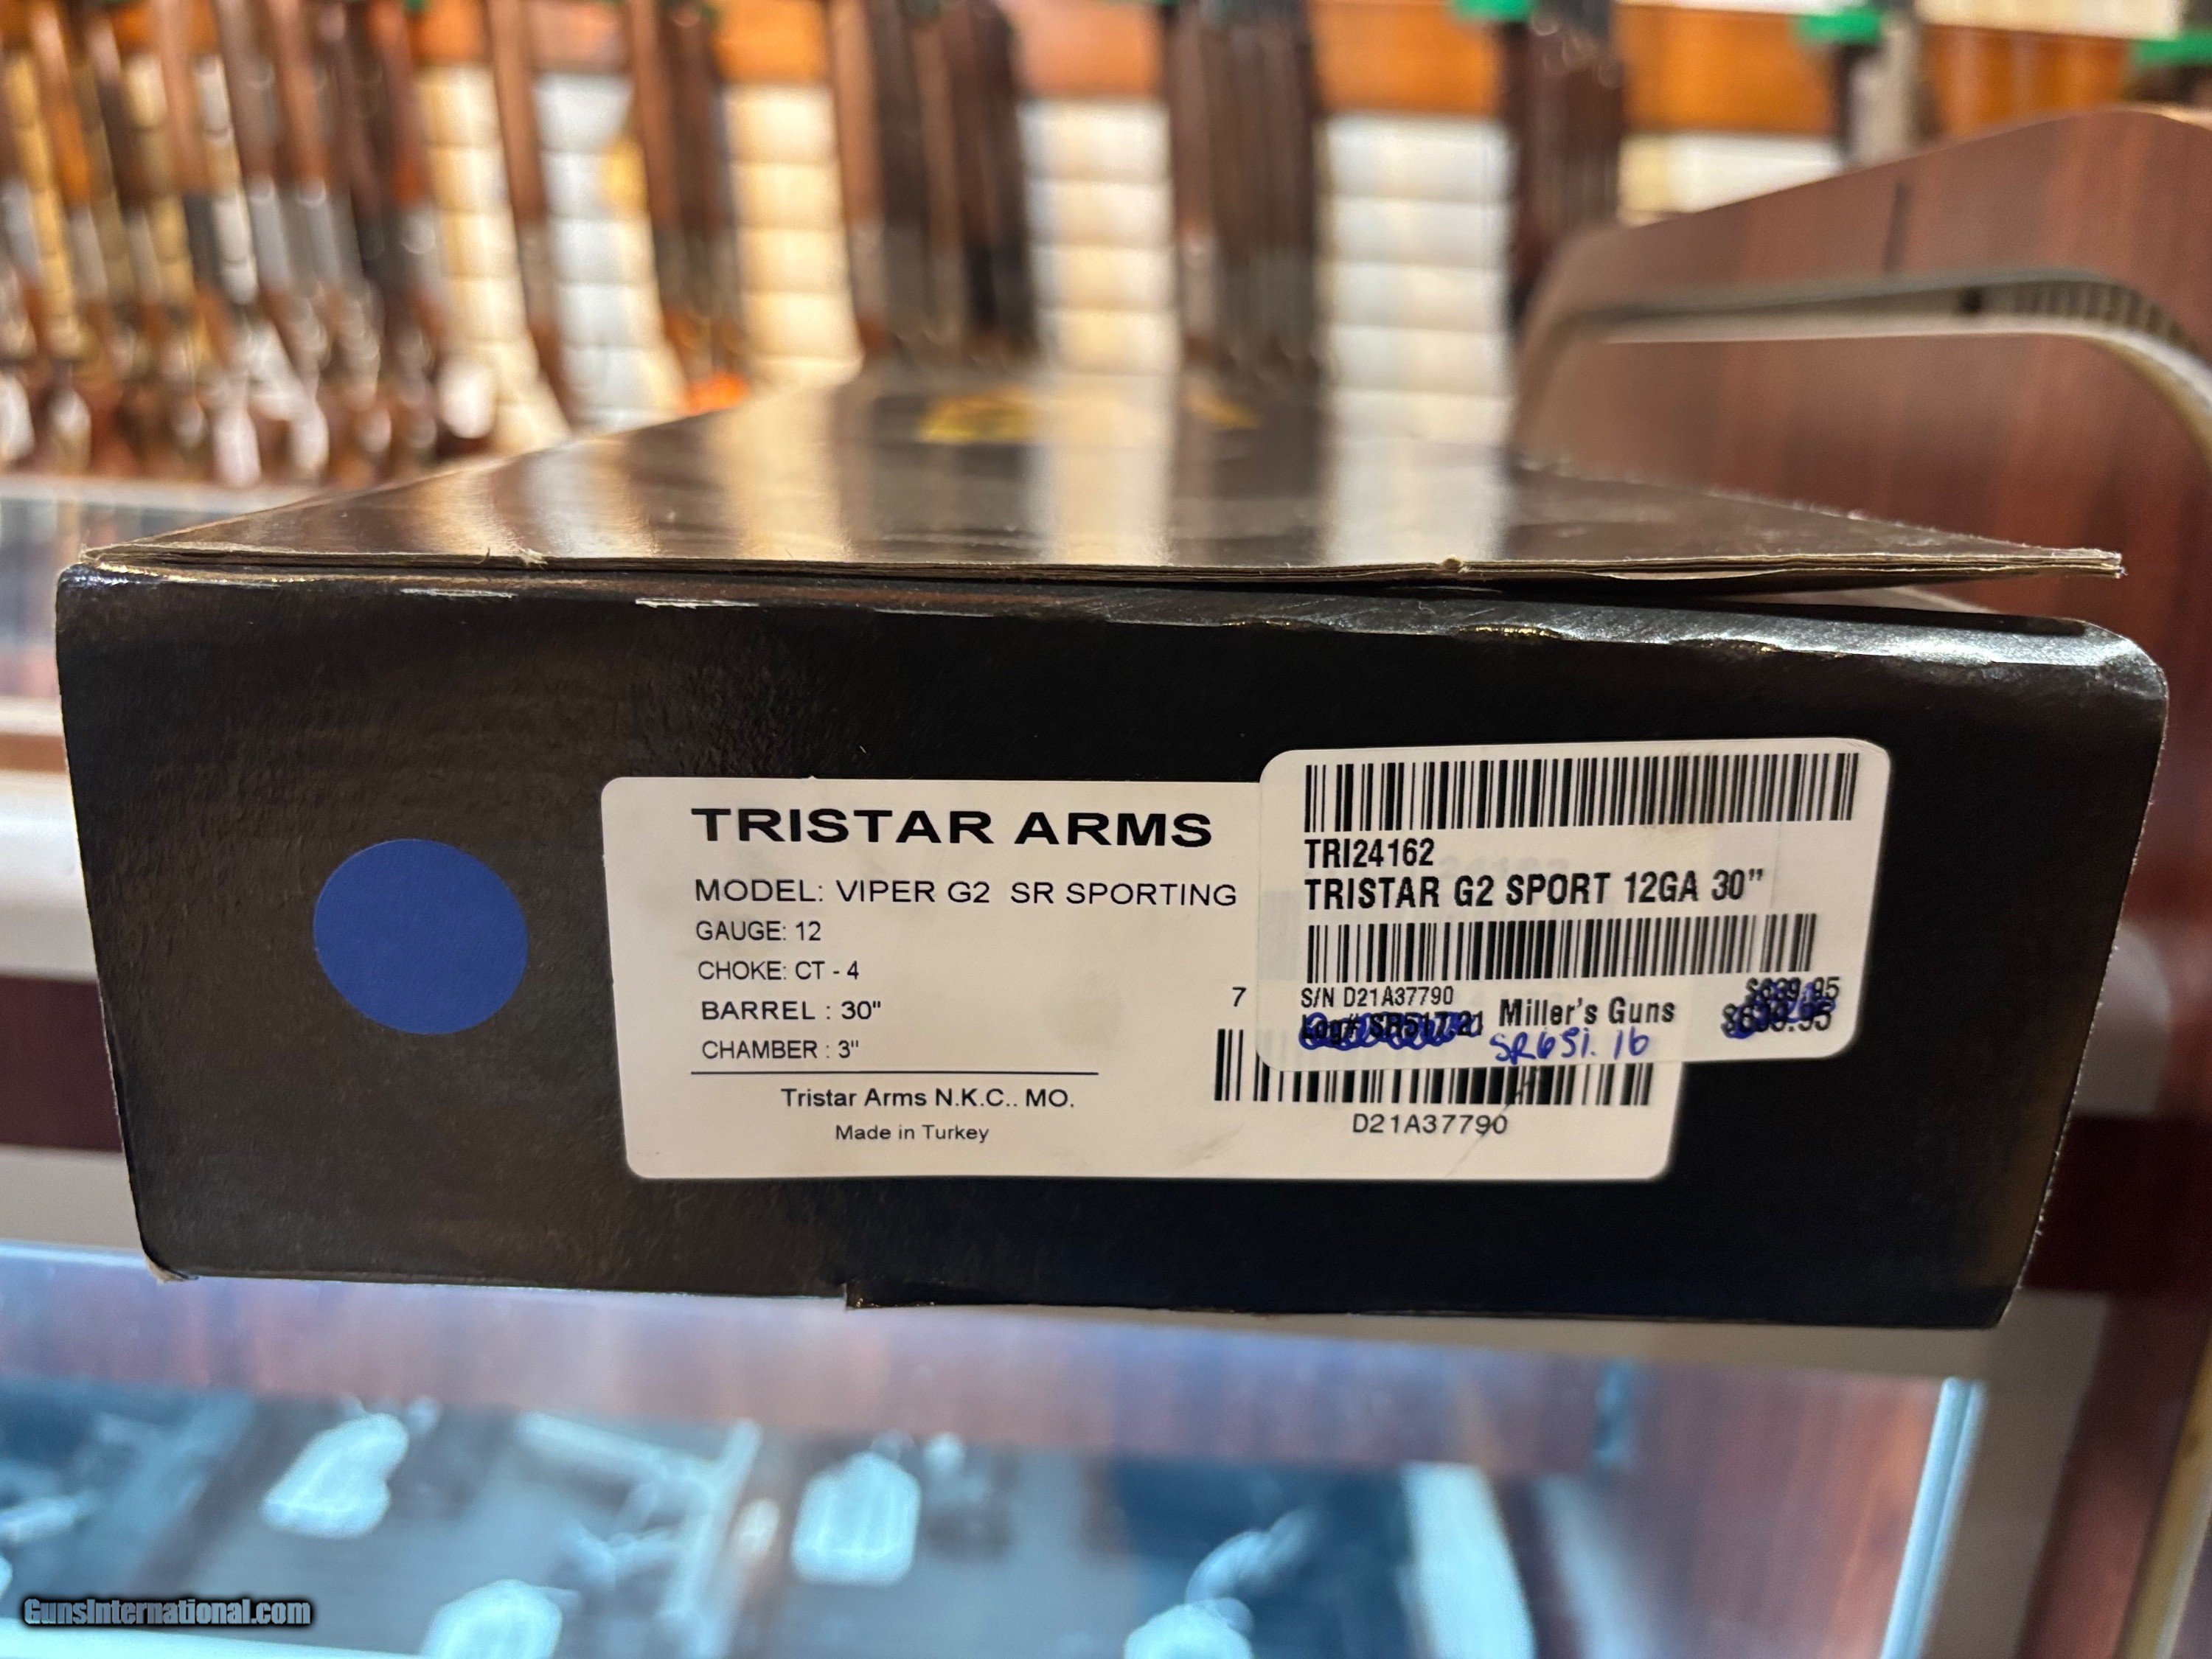 TRISTAR ARMS
MODEL: VIPER G2 SR SPORTING
GAUGE: 12
CHOKE: CT - 4
BARREL : 30"
CHAMBER : 3"
Tristar Arms N.K.C.. MO.
Made in Turkey
7
D21A37790
TRI24162
TRISTAR G2 SPORT 12GA 30"
S/N D21A37790
Miller's Guns
SR651.16
GunsInternational.com